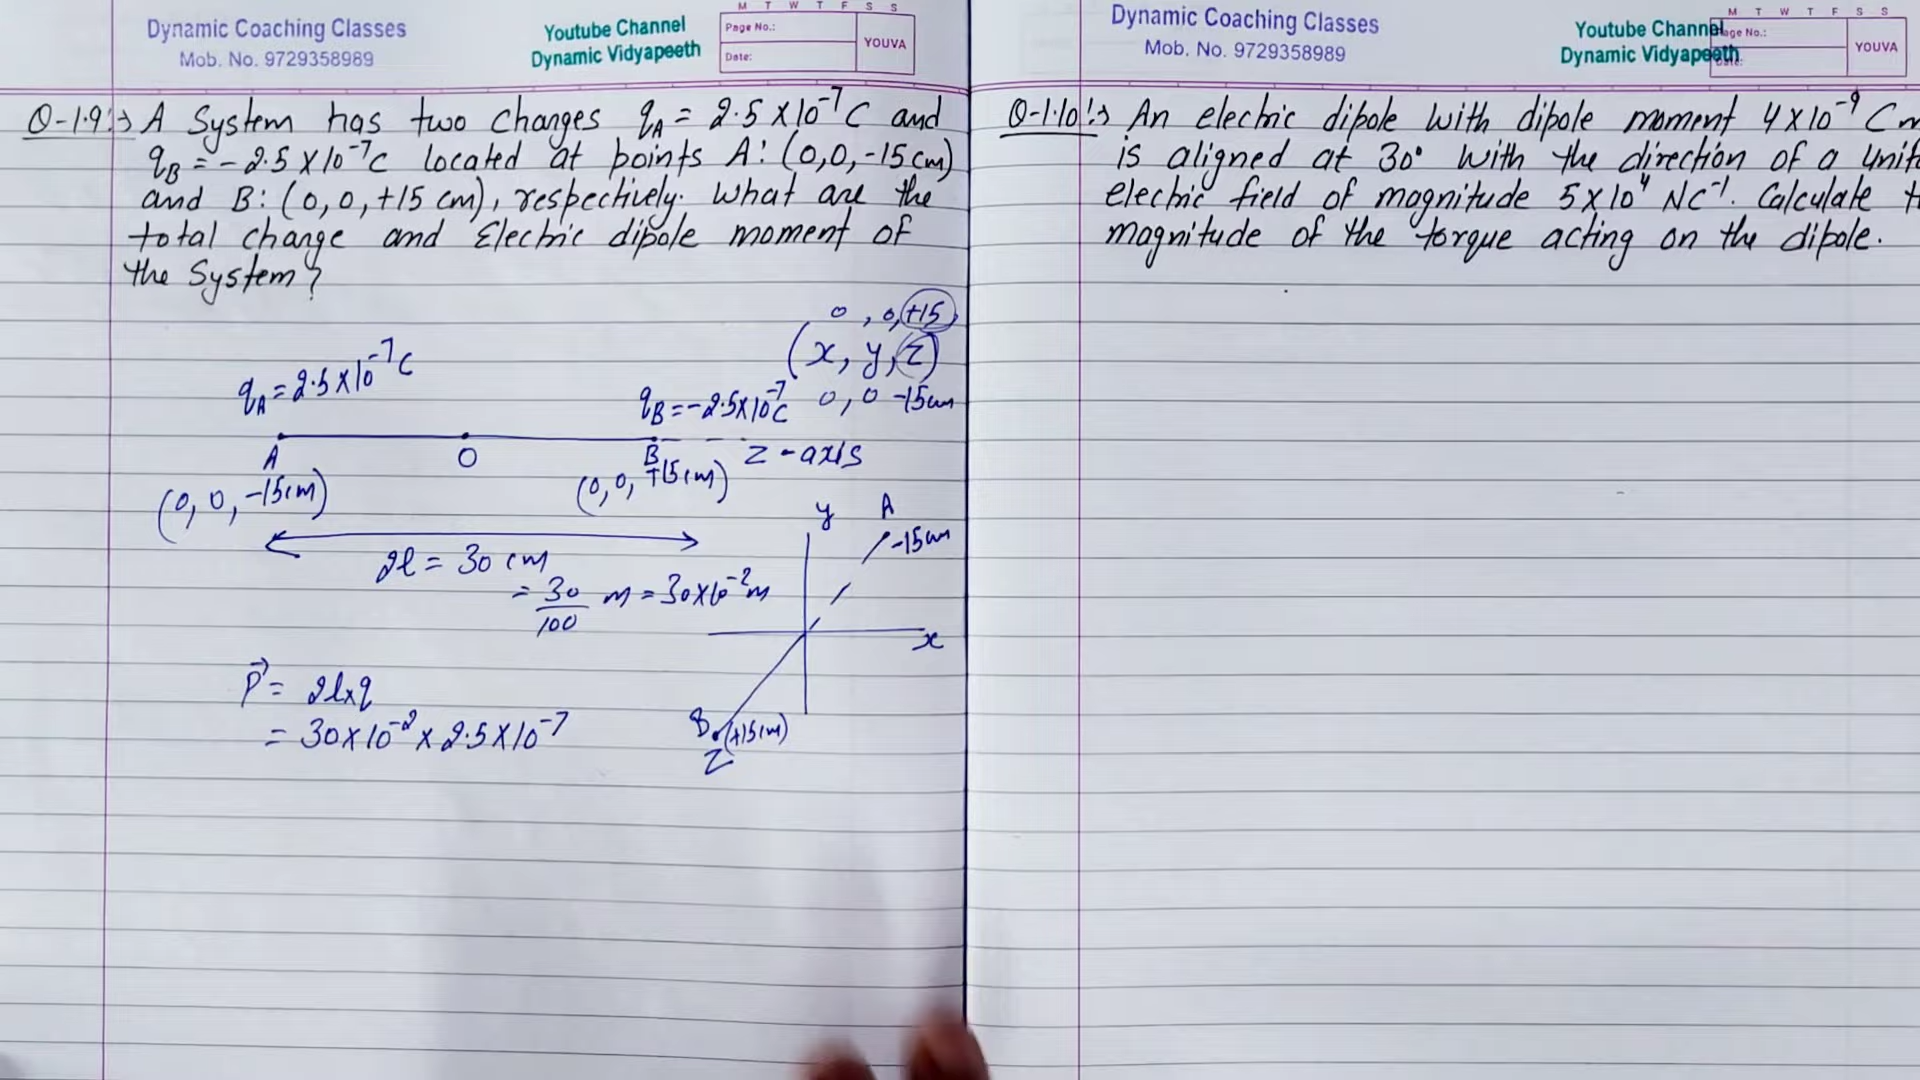 Dynamic Coaching Classes
Mob. No. 9729358989
Youtube Channel
Dynamic Vidyapeeth
M T W T F S S
Page No.:
Date:
YOUVA
Q-1.9:→ A System has two charges qA = 2.5 X 10⁻⁷ C and
qB = -2.5 X 10⁻⁷ C located at points A: (0,0,-15 cm)
and B: (0,0,+15 cm), respectively. What are the
total charge and Electric dipole moment of
the System?
0, 0, +15
(x, y, z)
0, 0 -15cm
qA = 2.5 X 10⁻⁷ C
qB = -2.5 X 10⁻⁷ C
A O B Z - axis
(0, 0, -15cm)
(0, 0, +15cm)
2l = 30 cm
= 30/100 m = 30 X 10⁻² m
y
A
-15cm
x
B (+15cm)
Z
P⃗ = 2l x q
= 30 X 10⁻² X 2.5 X 10⁻⁷
Dynamic Coaching Classes
Mob. No. 9729358989
Youtube Channel
Dynamic Vidyapeeth
M T W T F S S
age No.:
YOUVA
Q-1.10:→ An electric dipole with dipole moment 4 X 10⁻⁹ C m
is aligned at 30° with the direction of a unif
electric field of magnitude 5 X 10⁴ NC⁻¹. Calculate t
magnitude of the torque acting on the dipole.